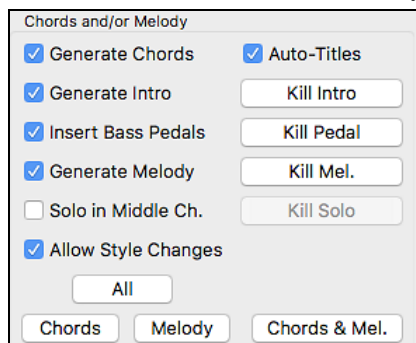 Chords and/or Melody
Generate Chords Auto-Titles
Generate Intro Kill Intro
Insert Bass Pedals Kill Pedal
Generate Melody Kill Mel.
Solo in Middle Ch. Kill Solo
Allow Style Changes
All
Chords Melody Chords & Mel.